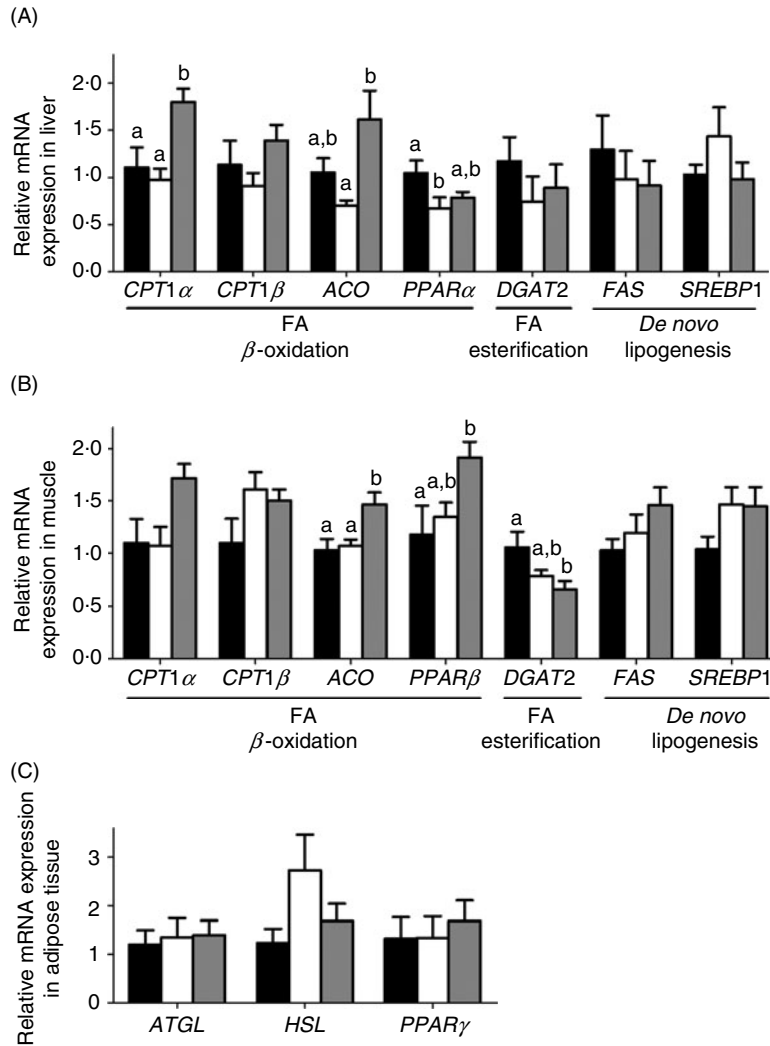 (A)
Relative mRNA
expression in liver
2·0
1·5
1·0
0·5
0·0
a
a
b
a,b
a
b
a
b
a,b
CPT1α
CPT1β
ACO
PPARα
DGAT2
FAS
SREBP1
FA
β-oxidation
FA
esterification
De novo
lipogenesis
(B)
Relative mRNA
expression in muscle
2·0
1·5
1·0
0·5
0·0
a
a
b
a
a,b
b
a
a,b
b
CPT1α
CPT1β
ACO
PPARβ
DGAT2
FAS
SREBP1
FA
β-oxidation
FA
esterification
De novo
lipogenesis
(C)
Relative mRNA expression
in adipose tissue
3
2
1
0
ATGL
HSL
PPARγ